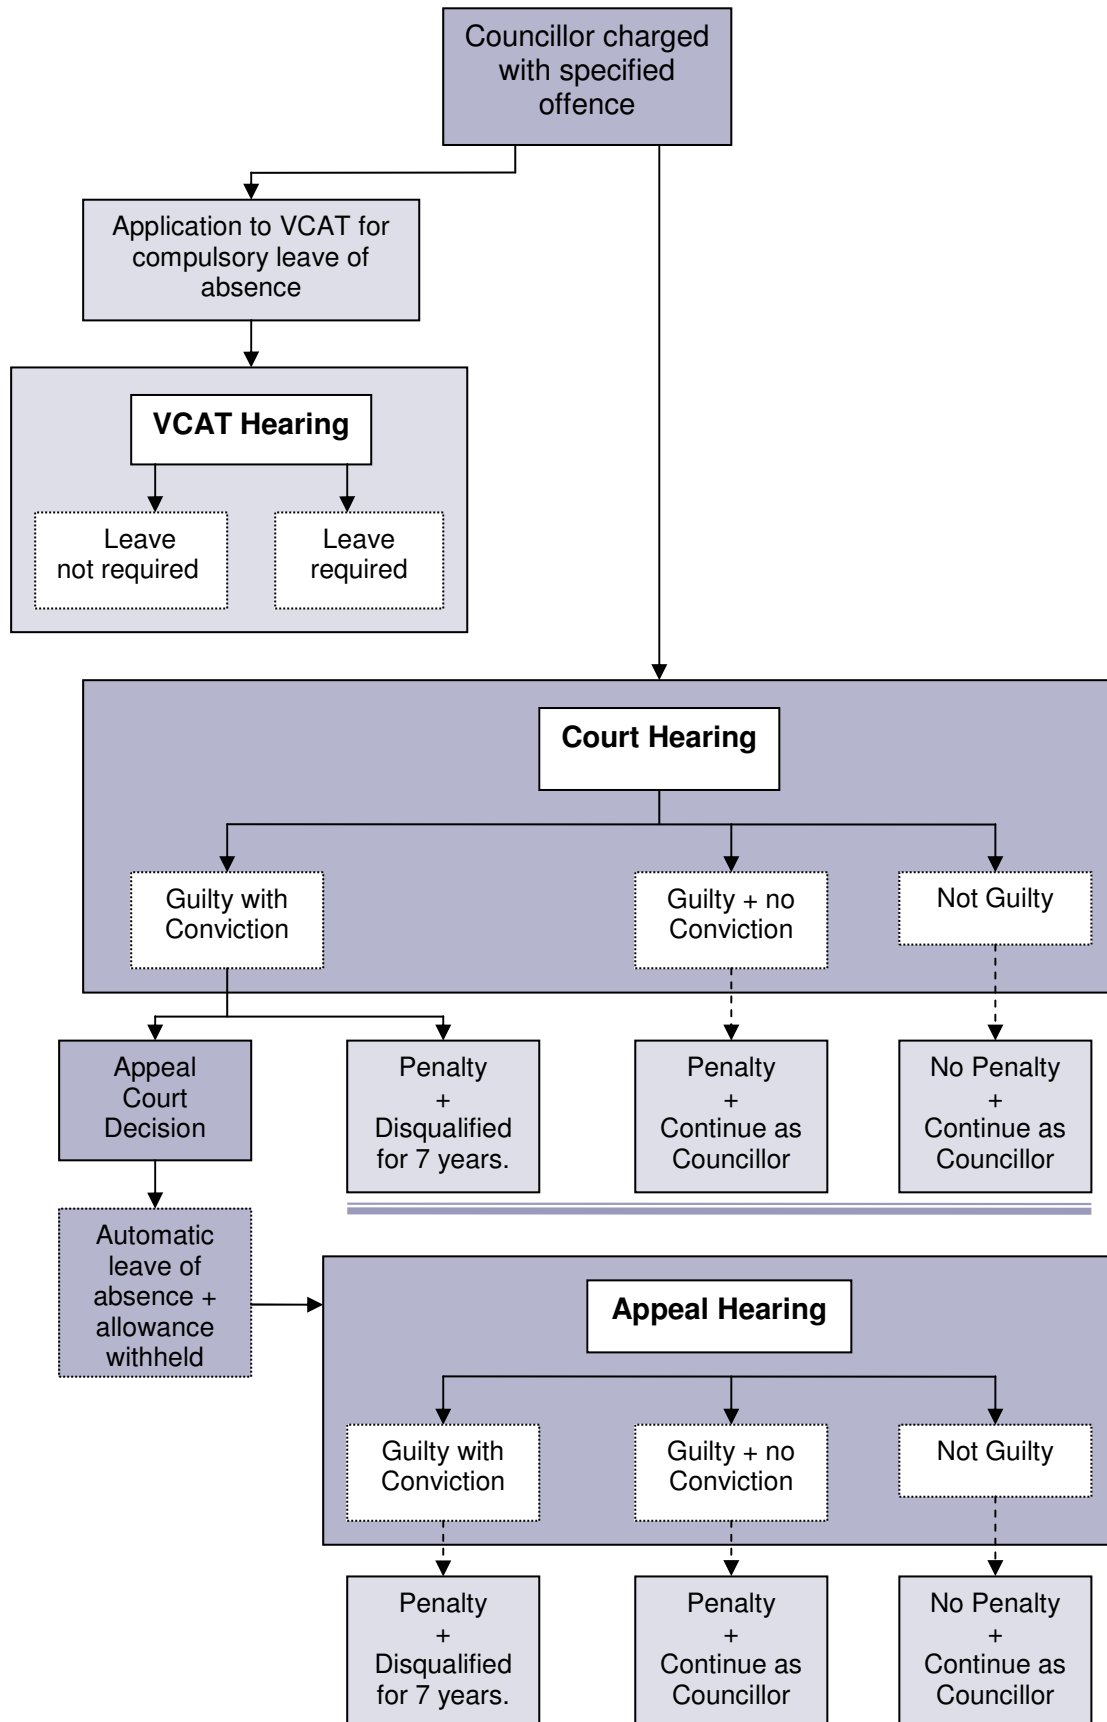 Councillor charged
with specified
offence
Application to VCAT for
compulsory leave of
absence
VCAT Hearing
Leave
not required
Leave
required
Court Hearing
Guilty with
Conviction
Guilty + no
Conviction
Not Guilty
Appeal
Court
Decision
Penalty
+
Disqualified
for 7 years.
Penalty
+
Continue as
Councillor
No Penalty
+
Continue as
Councillor
Automatic
leave of
absence +
allowance
withheld
Appeal Hearing
Guilty with
Conviction
Guilty + no
Conviction
Not Guilty
Penalty
+
Disqualified
for 7 years.
Penalty
+
Continue as
Councillor
No Penalty
+
Continue as
Councillor